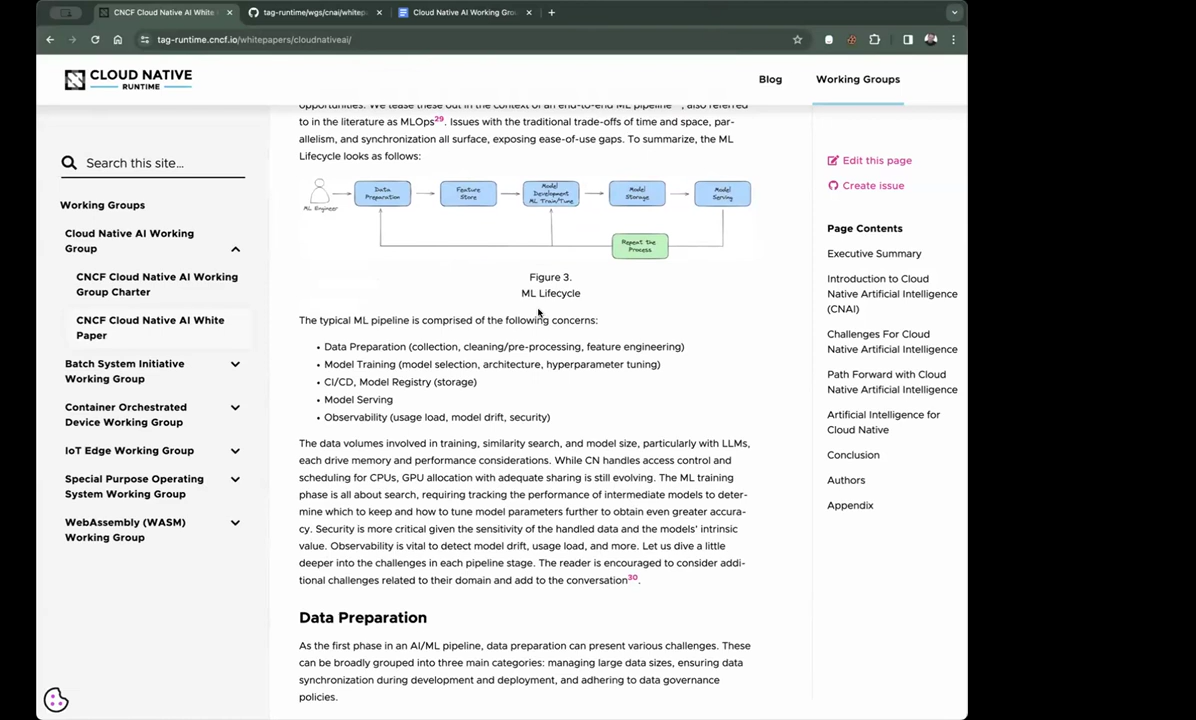 CNCF Cloud Native AI White
tag-runtime/wgs/cnai/whitep
Cloud Native AI Working Gro
tag-runtime.cncf.io/whitepapers/cloudnativeai/
CLOUD NATIVE
RUNTIME
Blog
Working Groups
Search this site...
Working Groups
Cloud Native AI Working
Group
CNCF Cloud Native AI Working
Group Charter
CNCF Cloud Native AI White
Paper
Batch System Initiative
Working Group
Container Orchestrated
Device Working Group
IoT Edge Working Group
Special Purpose Operating
System Working Group
WebAssembly (WASM)
Working Group
opportunities. We tease these out in the context of an end-to-end ML pipeline , also referred
to in the literature as MLOps29. Issues with the traditional trade-offs of time and space, par-
allelism, and synchronization all surface, exposing ease-of-use gaps. To summarize, the ML
Lifecycle looks as follows:
ML Engineer
Data
Preparation
Feature
Store
Model
Development
ML Train/Tune
Model
Storage
Model
Serving
Repeat the
Process
Figure 3.
ML Lifecycle
The typical ML pipeline is comprised of the following concerns:
• Data Preparation (collection, cleaning/pre-processing, feature engineering)
• Model Training (model selection, architecture, hyperparameter tuning)
• CI/CD, Model Registry (storage)
• Model Serving
• Observability (usage load, model drift, security)
The data volumes involved in training, similarity search, and model size, particularly with LLMs,
each drive memory and performance considerations. While CN handles access control and
scheduling for CPUs, GPU allocation with adequate sharing is still evolving. The ML training
phase is all about search, requiring tracking the performance of intermediate models to deter-
mine which to keep and how to tune model parameters further to obtain even greater accura-
cy. Security is more critical given the sensitivity of the handled data and the models' intrinsic
value. Observability is vital to detect model drift, usage load, and more. Let us dive a little
deeper into the challenges in each pipeline stage. The reader is encouraged to consider addi-
tional challenges related to their domain and add to the conversation30.
Data Preparation
As the first phase in an AI/ML pipeline, data preparation can present various challenges. These
can be broadly grouped into three main categories: managing large data sizes, ensuring data
synchronization during development and deployment, and adhering to data governance
policies.
Edit this page
Create issue
Page Contents
Executive Summary
Introduction to Cloud
Native Artificial Intelligence
(CNAI)
Challenges For Cloud
Native Artificial Intelligence
Path Forward with Cloud
Native Artificial Intelligence
Artificial Intelligence for
Cloud Native
Conclusion
Authors
Appendix